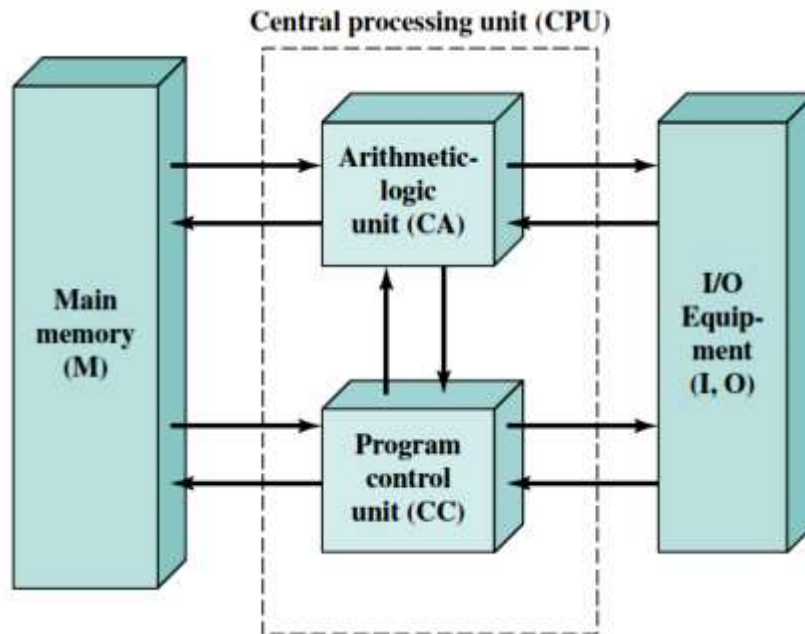 Central processing unit (CPU)
Arithmetic-
logic
unit (CA)
Main
memory
(M)
I/O
Equip-
ment
(I, O)
Program
control
unit (CC)